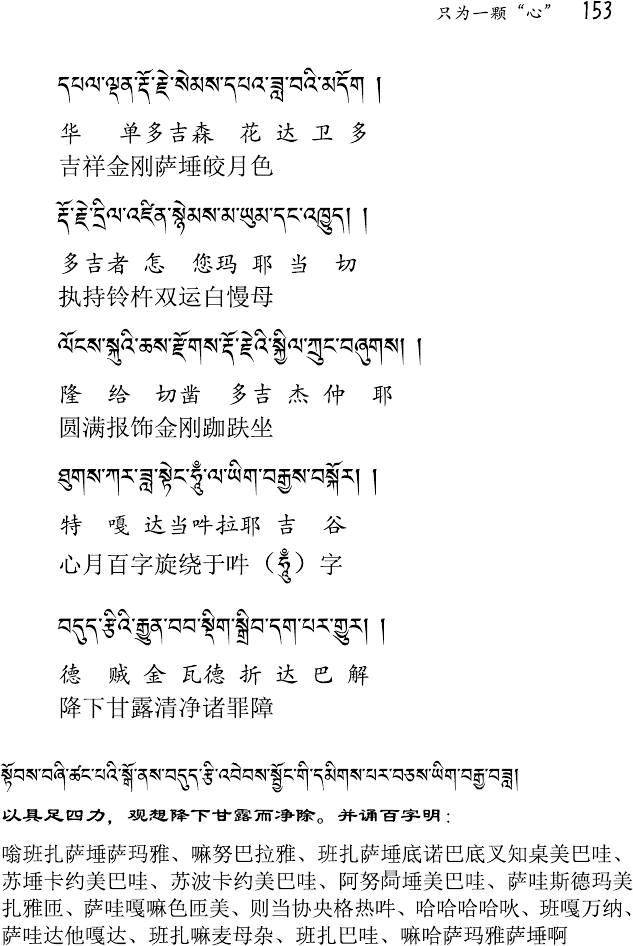 只为一颗“心” 153
དཔལ་ལྡན་རྡོ་རྗེ་སེམས་དཔའ་ཟླ་བའི་མདོག །
华 单多吉森 花 达 卫 多
吉祥金刚萨埵皎月色
རྡོ་རྗེ་དྲིལ་འཛིན་སྙེམས་མ་ཡུམ་དང་འཁྱུད། །
多吉者 怎 您玛 耶 当 切
执持铃杵双运白慢母
ལོངས་སྐུའི་ཆས་རྫོགས་རྡོ་རྗེའི་སྐྱིལ་ཀྲུང་བཞུགས། །
隆 给 切凿 多吉 杰 仲 耶
圆满报饰金刚跏趺坐
ཐུགས་ཀར་ཟླ་སྟེང་ཧཱུྃ་ལ་ཡིག་བརྒྱས་བསྐོར། །
特 嘎 达当吽拉耶 吉 谷
心月百字旋绕于吽（ཧཱུྃ）字
བདུད་རྩིའི་རྒྱུན་བབ་སྡིག་སྒྲིབ་དག་པར་གྱུར། །
德 贼 金 瓦德 折 达 巴 解
降下甘露清净诸罪障
སྟོབས་བཞི་ཚང་པའི་སྒོ་ནས་བདུད་རྩི་འབེབས་སྦྱོང་གི་དམིགས་པར་བཅས་ཡིག་བརྒྱ་བཟླ།
以具足四力，观想降下甘露而净除。并诵百字明：
嗡班扎萨埵萨玛雅、嘛努巴拉雅、班扎萨埵底诺巴底叉知桌美巴哇、
苏埵卡约美巴哇、苏波卡约美巴哇、阿努埵美巴哇、萨哇斯德玛美
扎雅匝、萨哇嘎嘛色匝美、则当协央格热吽、哈哈哈哈吙、班嘎万纳、
萨哇达他嘎达、班扎嘛麦母杂、班扎巴哇、嘛哈萨玛雅萨埵啊